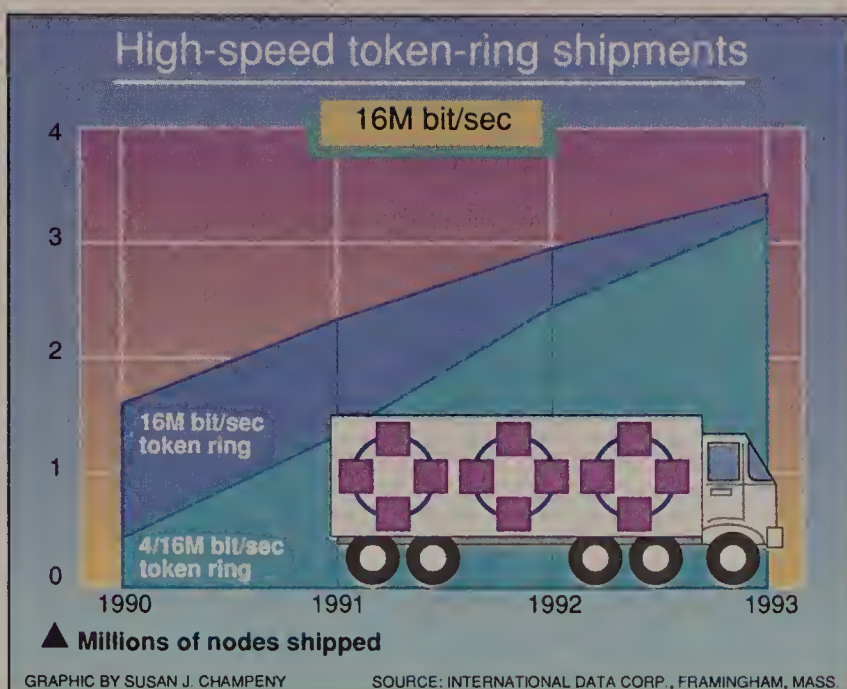 High-speed token-ring shipments
16M bit/sec
4
3
2
1
0
16M bit/sec
token ring
4/16M bit/sec
token ring
1990 1991 1992 1993
▲ Millions of nodes shipped
GRAPHIC BY SUSAN J. CHAMPENY SOURCE: INTERNATIONAL DATA CORP., FRAMINGHAM, MASS.